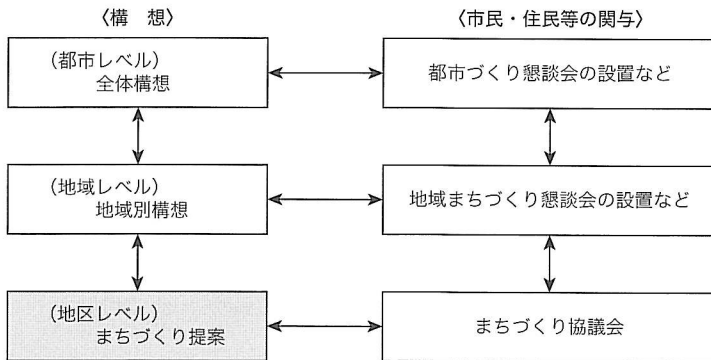 〈構　想〉
〈市民・住民等の関与〉
（都市レベル）
全体構想
都市づくり懇談会の設置など
（地域レベル）
地域別構想
地域まちづくり懇談会の設置など
（地区レベル）
まちづくり提案
まちづくり協議会